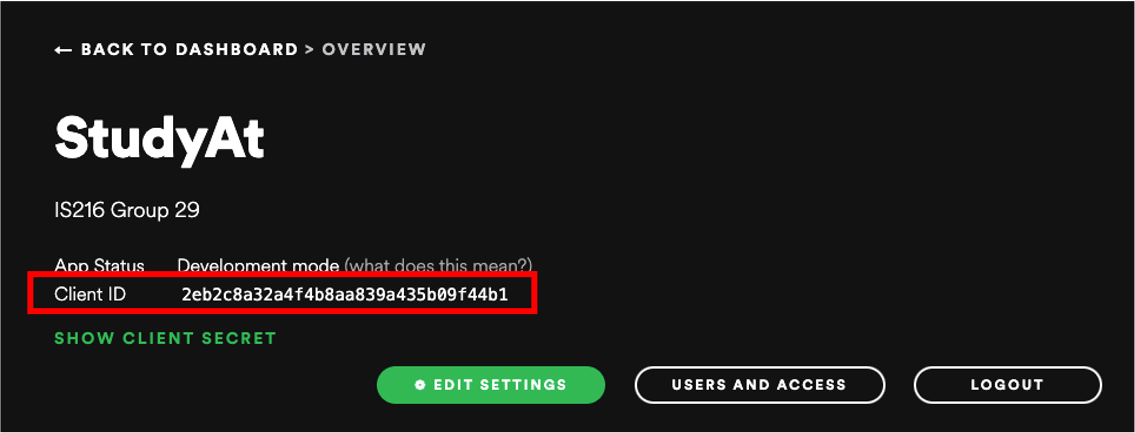 ← BACK TO DASHBOARD > OVERVIEW
StudyAt
IS216 Group 29
App Status Development mode (what does this mean?)
Client ID 2eb2c8a32a4f4b8aa839a435b09f44b1
SHOW CLIENT SECRET
EDIT SETTINGS USERS AND ACCESS LOGOUT